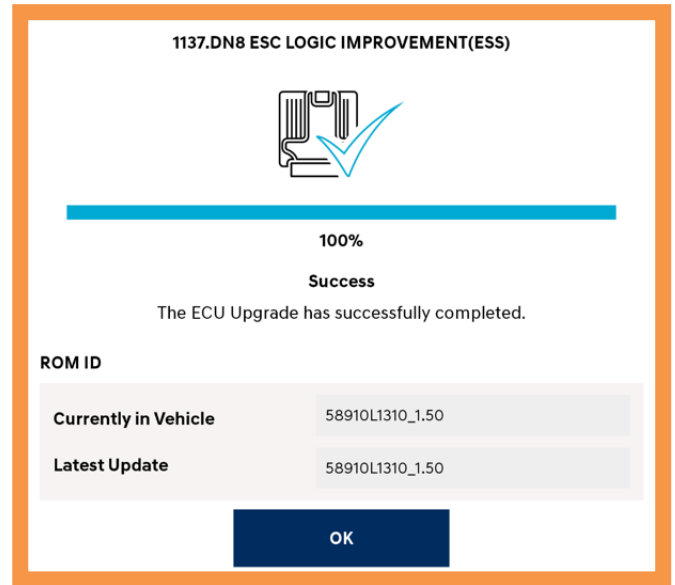 1137.DN8 ESC LOGIC IMPROVEMENT(ESS)
100%
Success
The ECU Upgrade has successfully completed.
ROM ID
Currently in Vehicle 58910L1310_1.50
Latest Update 58910L1310_1.50
OK